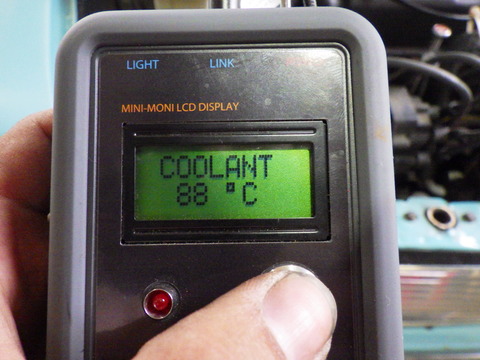 LIGHT LINK
MINI-MONI LCD DISPLAY
COOLANT
88 °C